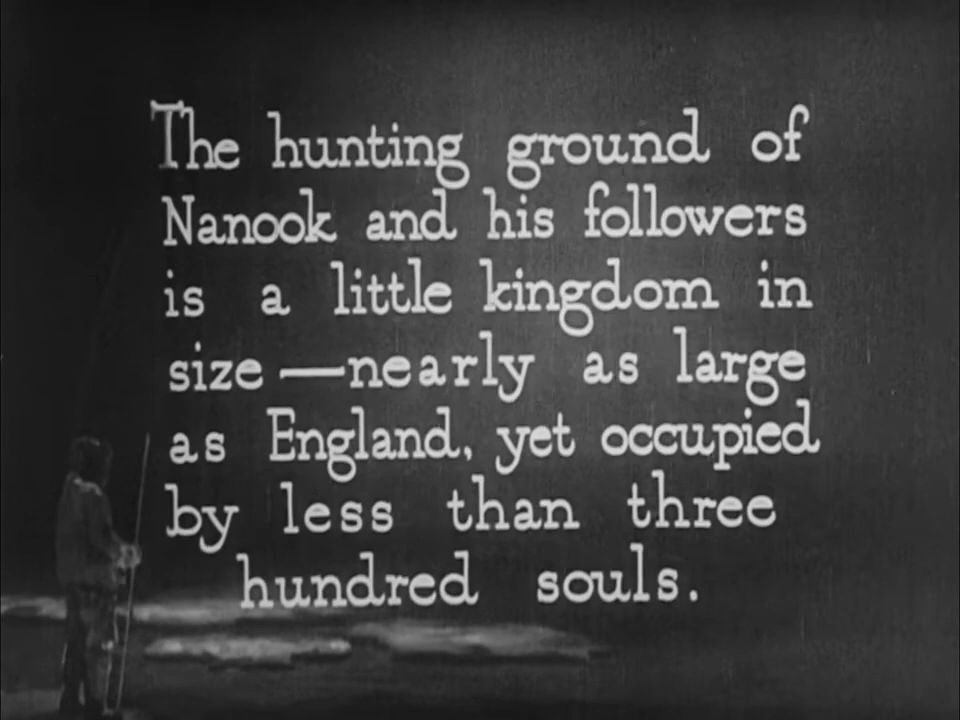 The hunting ground of
Nanook and his followers
is a little kingdom in
size—nearly as large
as England, yet occupied
by less than three
hundred souls.